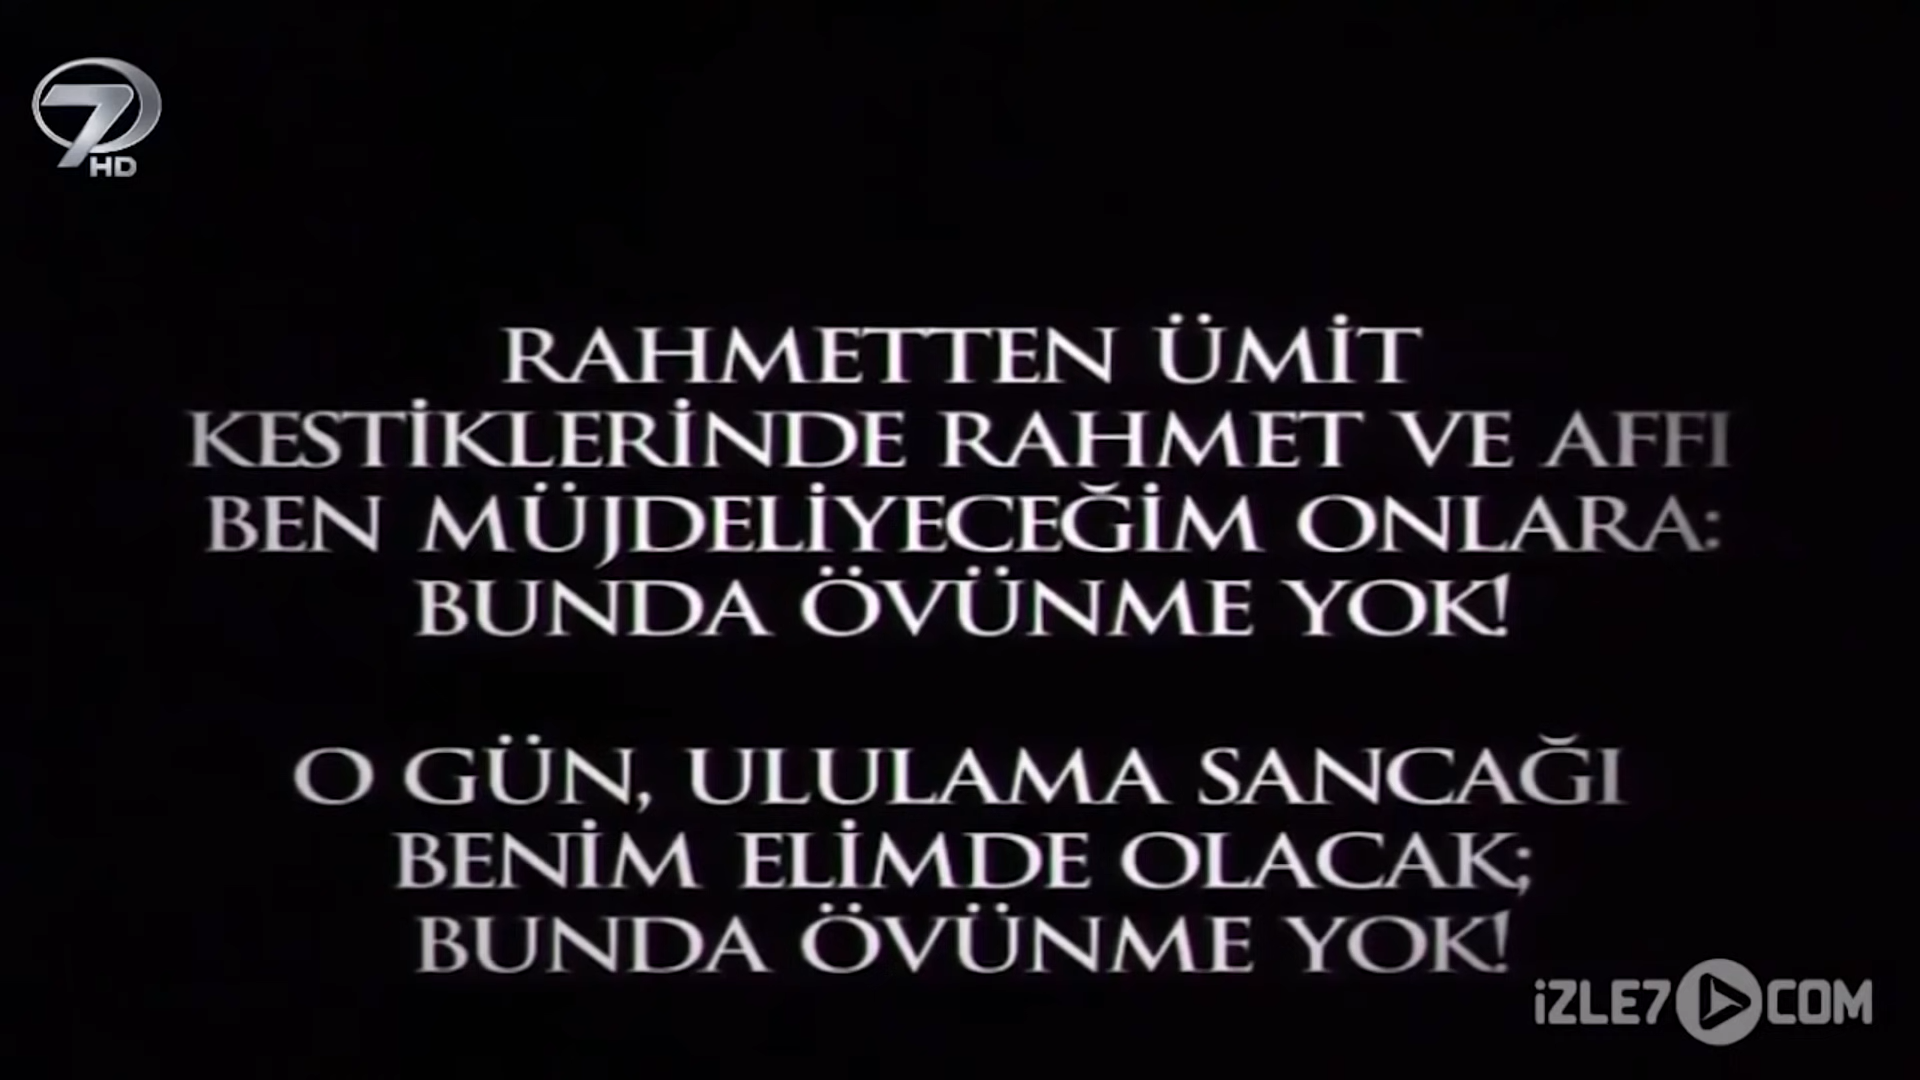 7 HD
RAHMETTEN ÜMİT
KESTİKLERİNDE RAHMET VE AFFI
BEN MÜJDELİYECEĞİM ONLARA;
BUNDA ÖVÜNME YOK!
O GÜN, ULULAMA SANCAĞI
BENİM ELİMDE OLACAK;
BUNDA ÖVÜNME YOK!
İZLE7.COM